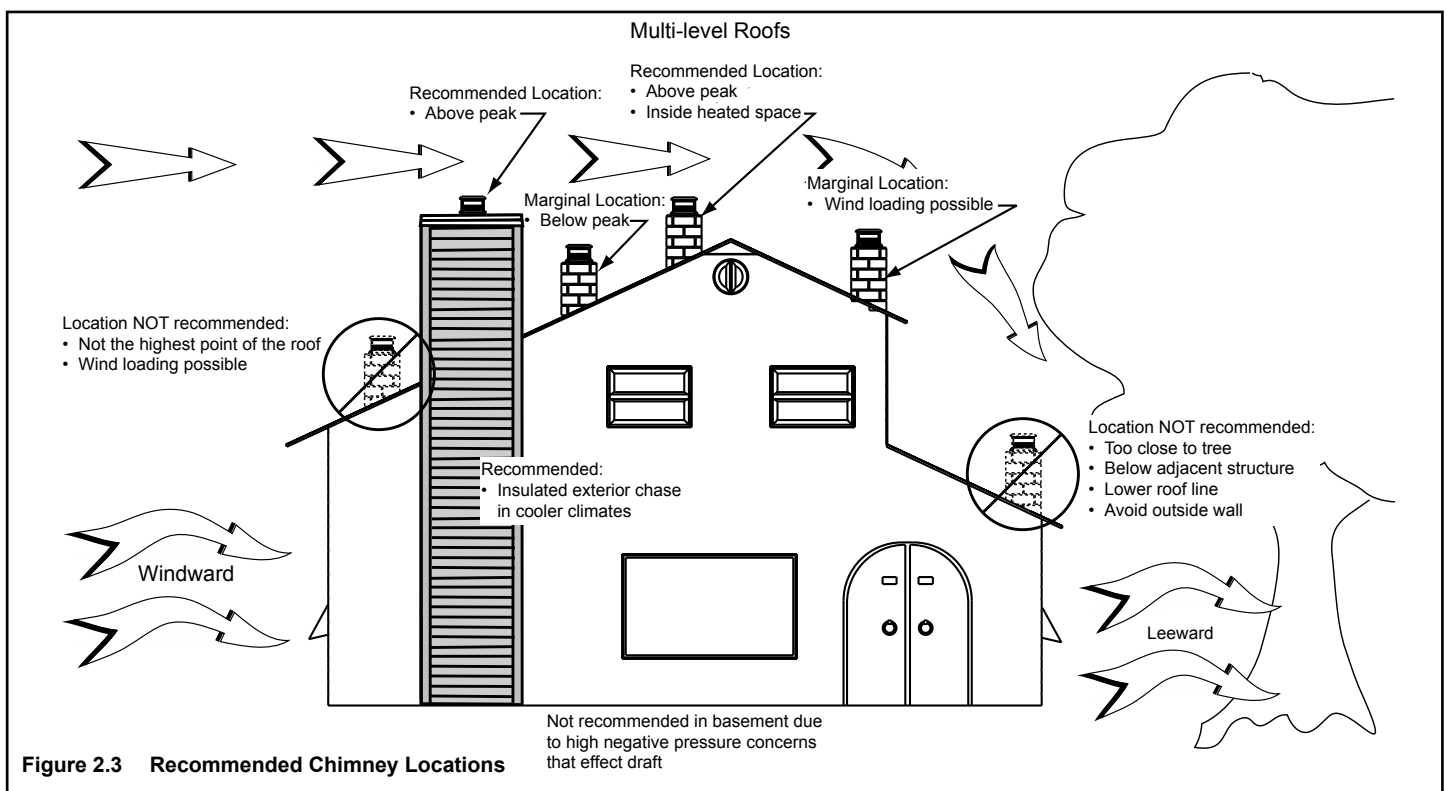 Multi-level Roofs
Recommended Location:
• Above peak
Recommended Location:
• Above peak
• Inside heated space
Marginal Location:
• Below peak
Marginal Location:
• Wind loading possible
Location NOT recommended:
• Not the highest point of the roof
• Wind loading possible
Location NOT recommended:
• Too close to tree
• Below adjacent structure
• Lower roof line
• Avoid outside wall
Recommended:
• Insulated exterior chase
in cooler climates
Windward
Leeward
Not recommended in basement due
to high negative pressure concerns
that effect draft
Figure 2.3 Recommended Chimney Locations